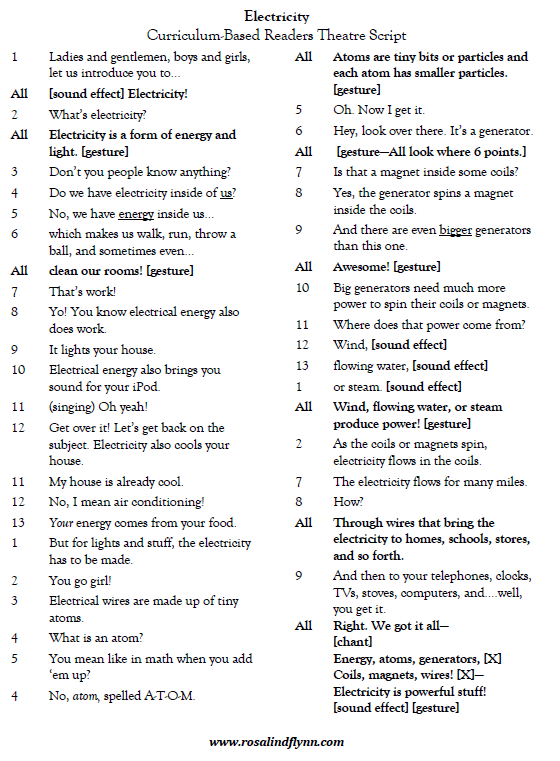 Electricity
Curriculum-Based Readers Theatre Script
1 Ladies and gentlemen, boys and girls,
let us introduce you to…
All [sound effect] Electricity!
2 What's electricity?
All Electricity is a form of energy and
light. [gesture]
3 Don't you people know anything?
4 Do we have electricity inside of us?
5 No, we have energy inside us…
6 which makes us walk, run, throw a
ball, and sometimes even…
All clean our rooms! [gesture]
7 That's work!
8 Yo! You know electrical energy also
does work.
9 It lights your house.
10 Electrical energy also brings you
sound for your iPod.
11 (singing) Oh yeah!
12 Get over it! Let's get back on the
subject. Electricity also cools your
house.
11 My house is already cool.
12 No, I mean air conditioning!
13 Your energy comes from your food.
1 But for lights and stuff, the electricity
has to be made.
2 You go girl!
3 Electrical wires are made up of tiny
atoms.
4 What is an atom?
5 You mean like in math when you add
'em up?
4 No, atom, spelled A-T-O-M.
All Atoms are tiny bits or particles and
each atom has smaller particles.
[gesture]
5 Oh. Now I get it.
6 Hey, look over there. It's a generator.
All [gesture—All look where 6 points.]
7 Is that a magnet inside some coils?
8 Yes, the generator spins a magnet
inside the coils.
9 And there are even bigger generators
than this one.
All Awesome! [gesture]
10 Big generators need much more
power to spin their coils or magnets.
11 Where does that power come from?
12 Wind, [sound effect]
13 flowing water, [sound effect]
1 or steam. [sound effect]
All Wind, flowing water, or steam
produce power! [gesture]
2 As the coils or magnets spin,
electricity flows in the coils.
7 The electricity flows for many miles.
8 How?
All Through wires that bring the
electricity to homes, schools, stores,
and so forth.
9 And then to your telephones, clocks,
TVs, stoves, computers, and….well,
you get it.
All Right. We got it all—
[chant]
Energy, atoms, generators, [X]
Coils, magnets, wires! [X]—
Electricity is powerful stuff!
[sound effect] [gesture]
www.rosalindflynn.com